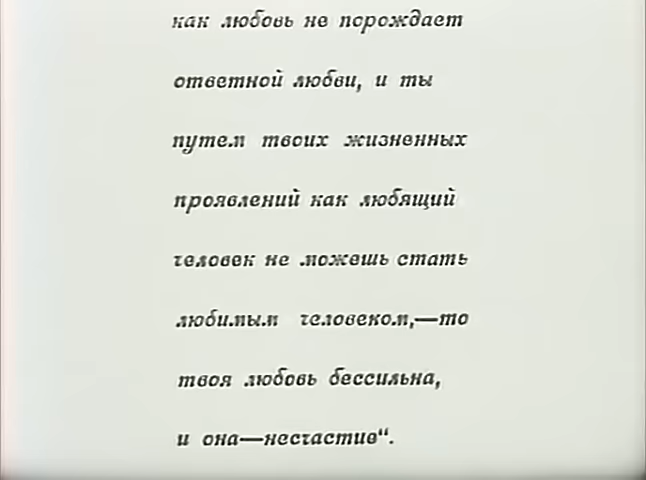 как любовь не порождает
ответной любви, и ты
путем твоих жизненных
проявлений как любящий
человек не можешь стать
любимым человеком,—то
твоя любовь бессильна,
и она—несчастие“.